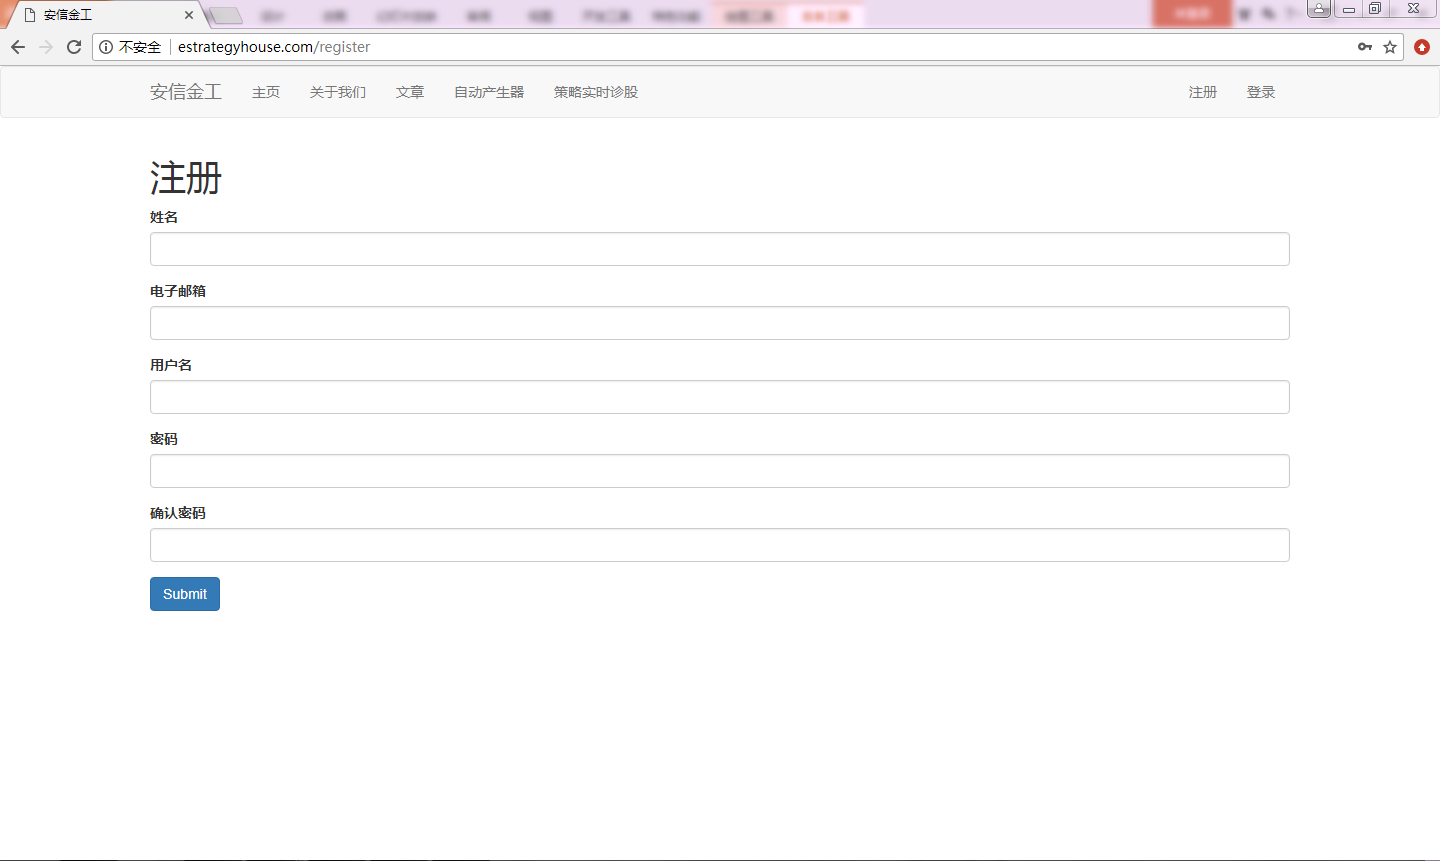 安信金工
不安全 estrategyhouse.com/register
安信金工 主页 关于我们 文章 自动产生器 策略实时诊股 注册 登录
注册
姓名
电子邮箱
用户名
密码
确认密码
Submit